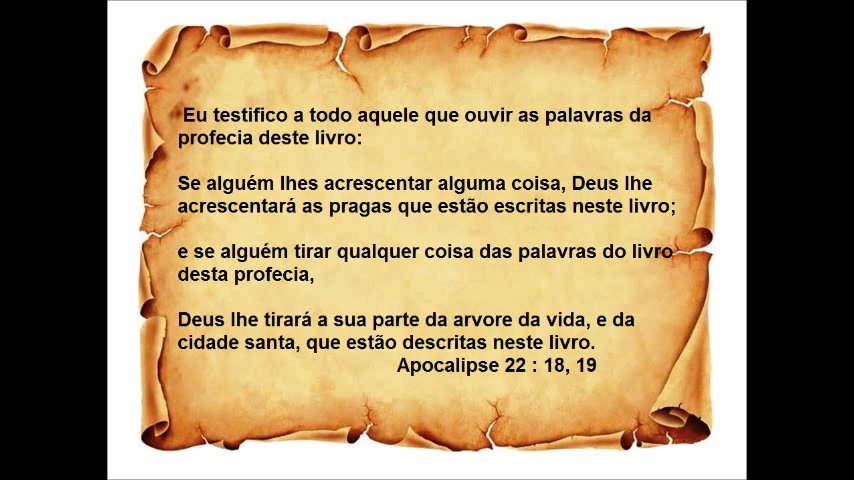 Eu testifico a todo aquele que ouvir as palavras da
profecia deste livro:
Se alguém lhes acrescentar alguma coisa, Deus lhe
acrescentará as pragas que estão escritas neste livro;
e se alguém tirar qualquer coisa das palavras do livro
desta profecia,
Deus lhe tirará a sua parte da arvore da vida, e da
cidade santa, que estão descritas neste livro.
Apocalipse 22 : 18, 19